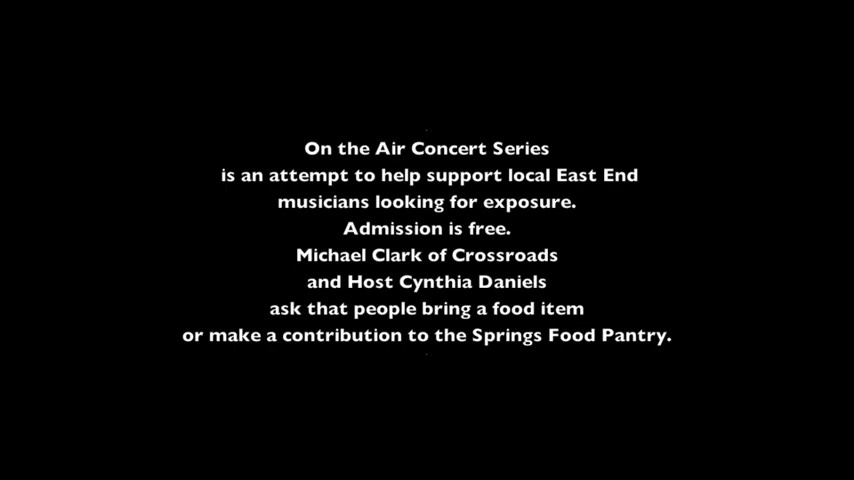 On the Air Concert Series
is an attempt to help support local East End
musicians looking for exposure.
Admission is free.
Michael Clark of Crossroads
and Host Cynthia Daniels
ask that people bring a food item
or make a contribution to the Springs Food Pantry.